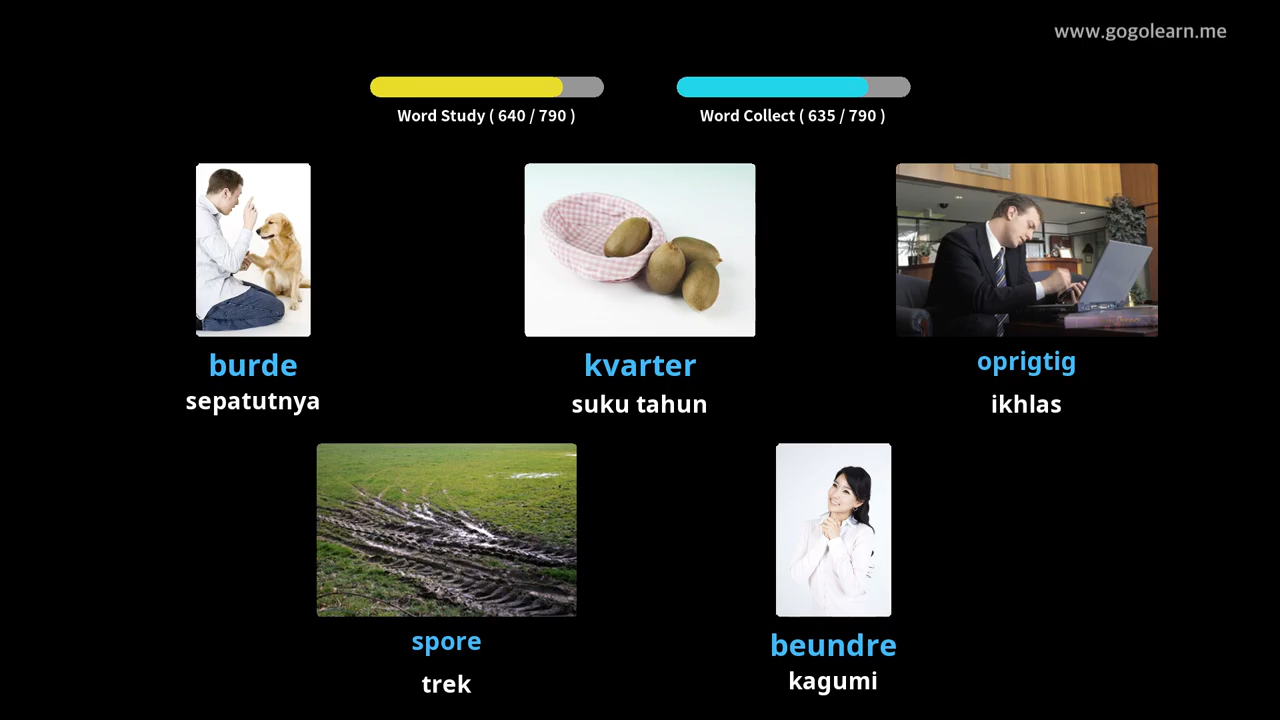 www.gogolearn.me
Word Study ( 640 / 790 )
Word Collect ( 635 / 790 )
burde
sepatutnya
kvarter
suku tahun
oprigtig
ikhlas
spore
trek
beundre
kagumi